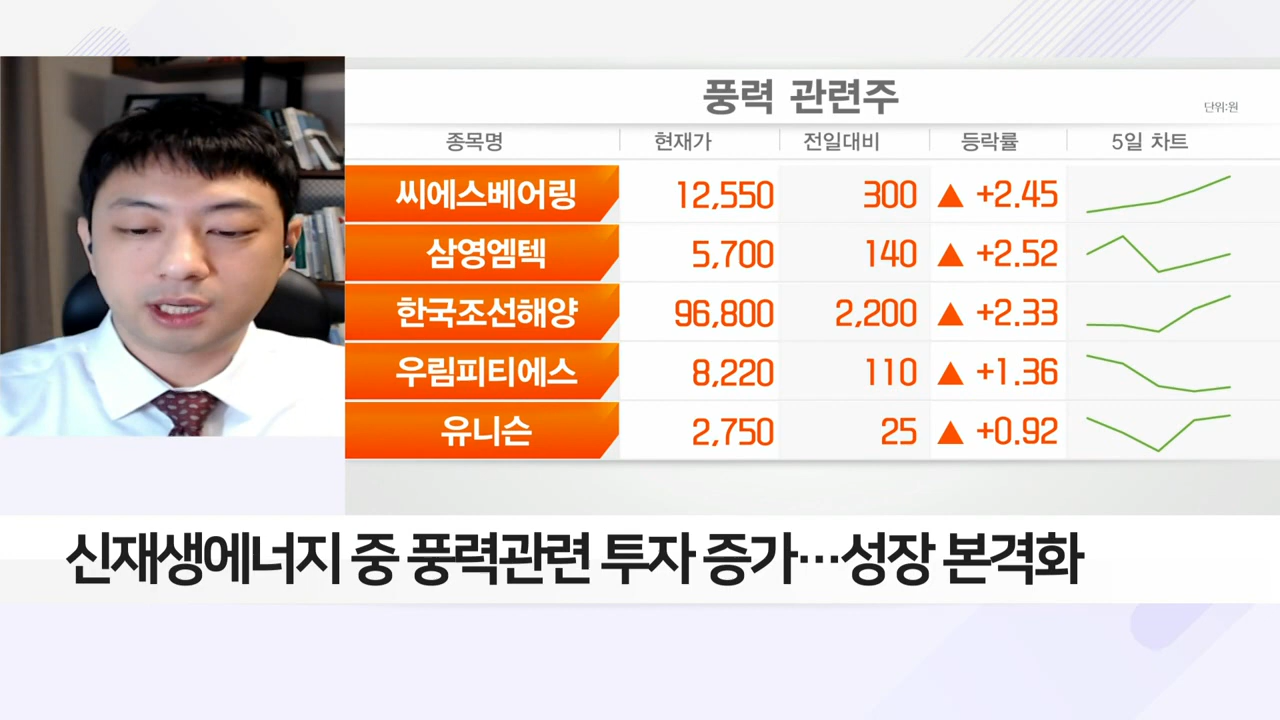 풍력 관련주
단위:원
종목명 현재가 전일대비 등락률 5일 차트
씨에스베어링 12,550 300 ▲ +2.45
삼영엠텍 5,700 140 ▲ +2.52
한국조선해양 96,800 2,200 ▲ +2.33
우림피티에스 8,220 110 ▲ +1.36
유니슨 2,750 25 ▲ +0.92
신재생에너지 중 풍력관련 투자 증가…성장 본격화